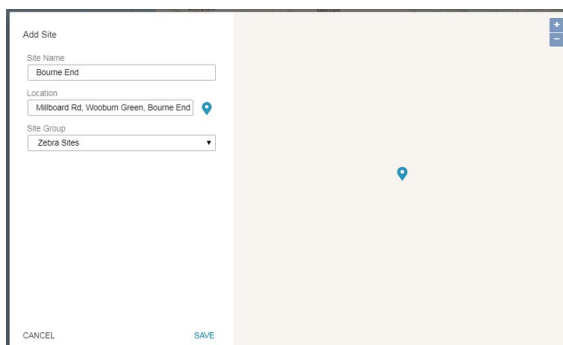 Add Site
Site Name
Bourne End
Location
Millboard Rd, Wooburn Green, Bourne End
Site Group
Zebra Sites
CANCEL
SAVE
+
−